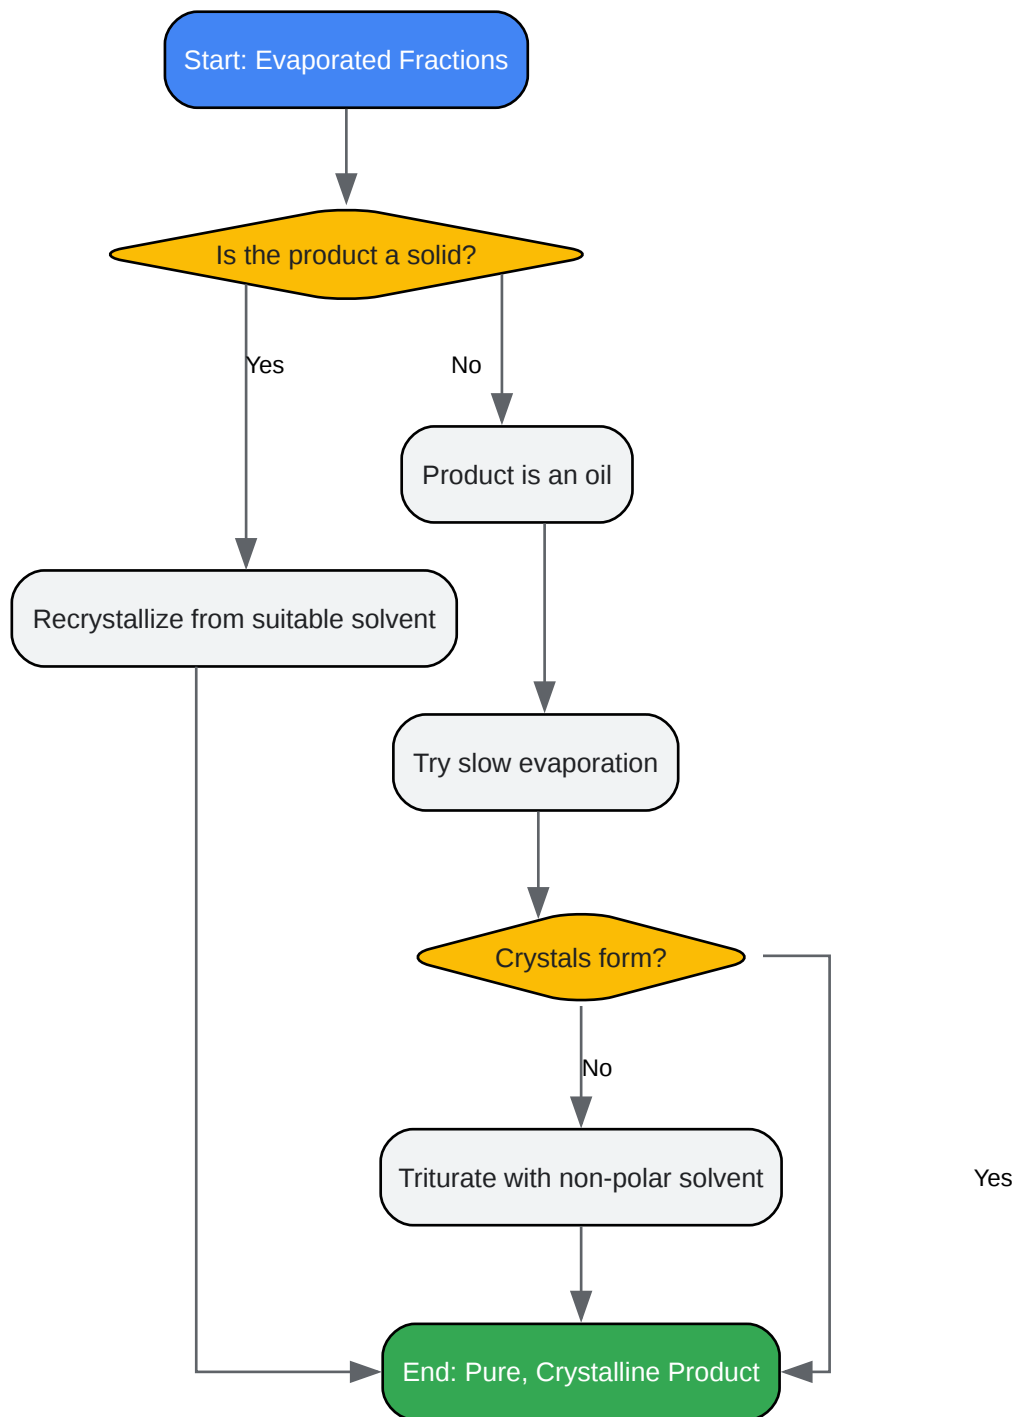 Start: Evaporated Fractions
Is the product a solid?
Yes
No
Product is an oil
Recrystallize from suitable solvent
Try slow evaporation
Crystals form?
No
Triturate with non-polar solvent
Yes
End: Pure, Crystalline Product